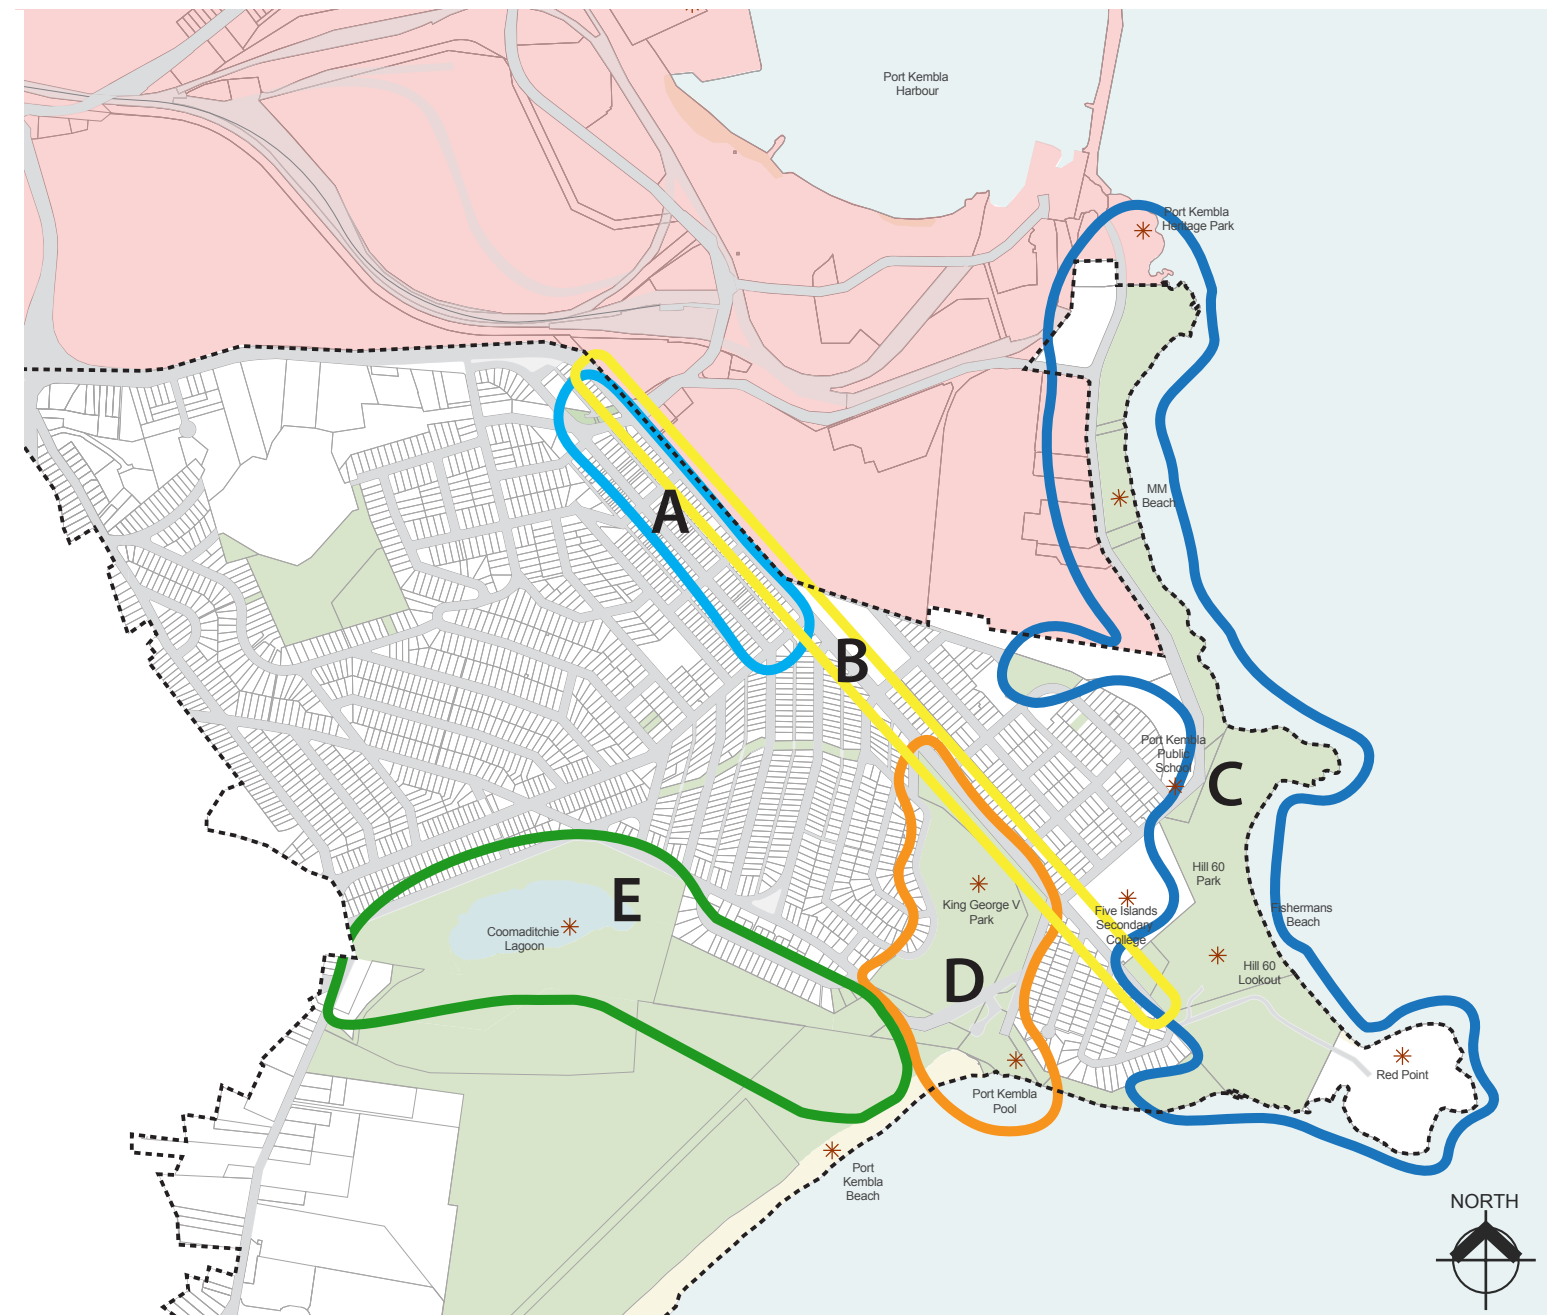 Port Kembla
Harbour
Port Kembla
Heritage Park
MM
Beach
A
B
Port Kembla
Public
School
C
Hill 60
Park
King George V
Park
Five Islands
Secondary
College
Fishermans
Beach
E
Coomaditchie
Lagoon
D
Hill 60
Lookout
Red Point
Port Kembla
Pool
Port
Kembla
Beach
NORTH